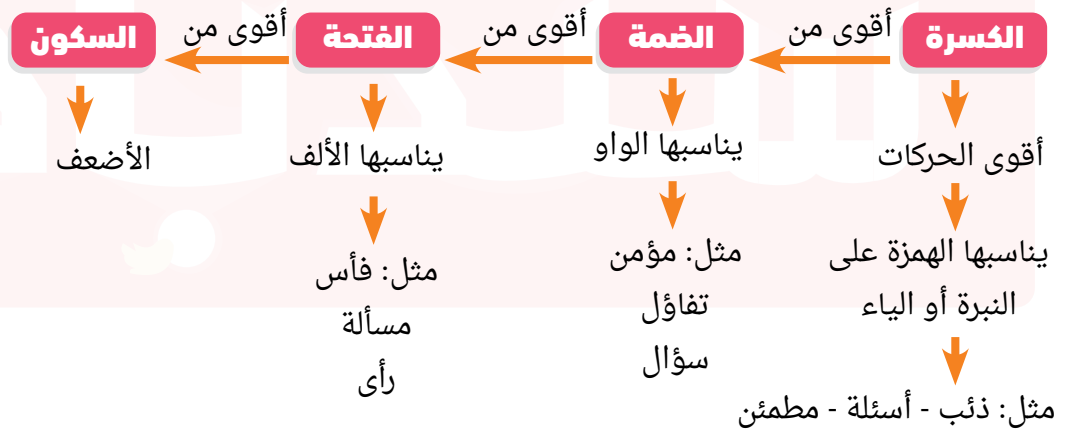 الكسرة أقوى من الضمة أقوى من الفتحة أقوى من السكون
أقوى الحركات
يناسبها الهمزة على
النبرة أو الياء
مثل: ذئب - أسئلة - مطمئن
يناسبها الواو
مثل: مؤمن
تفاؤل
سؤال
يناسبها الألف
مثل: فأس
مسألة
رأى
الأضعف